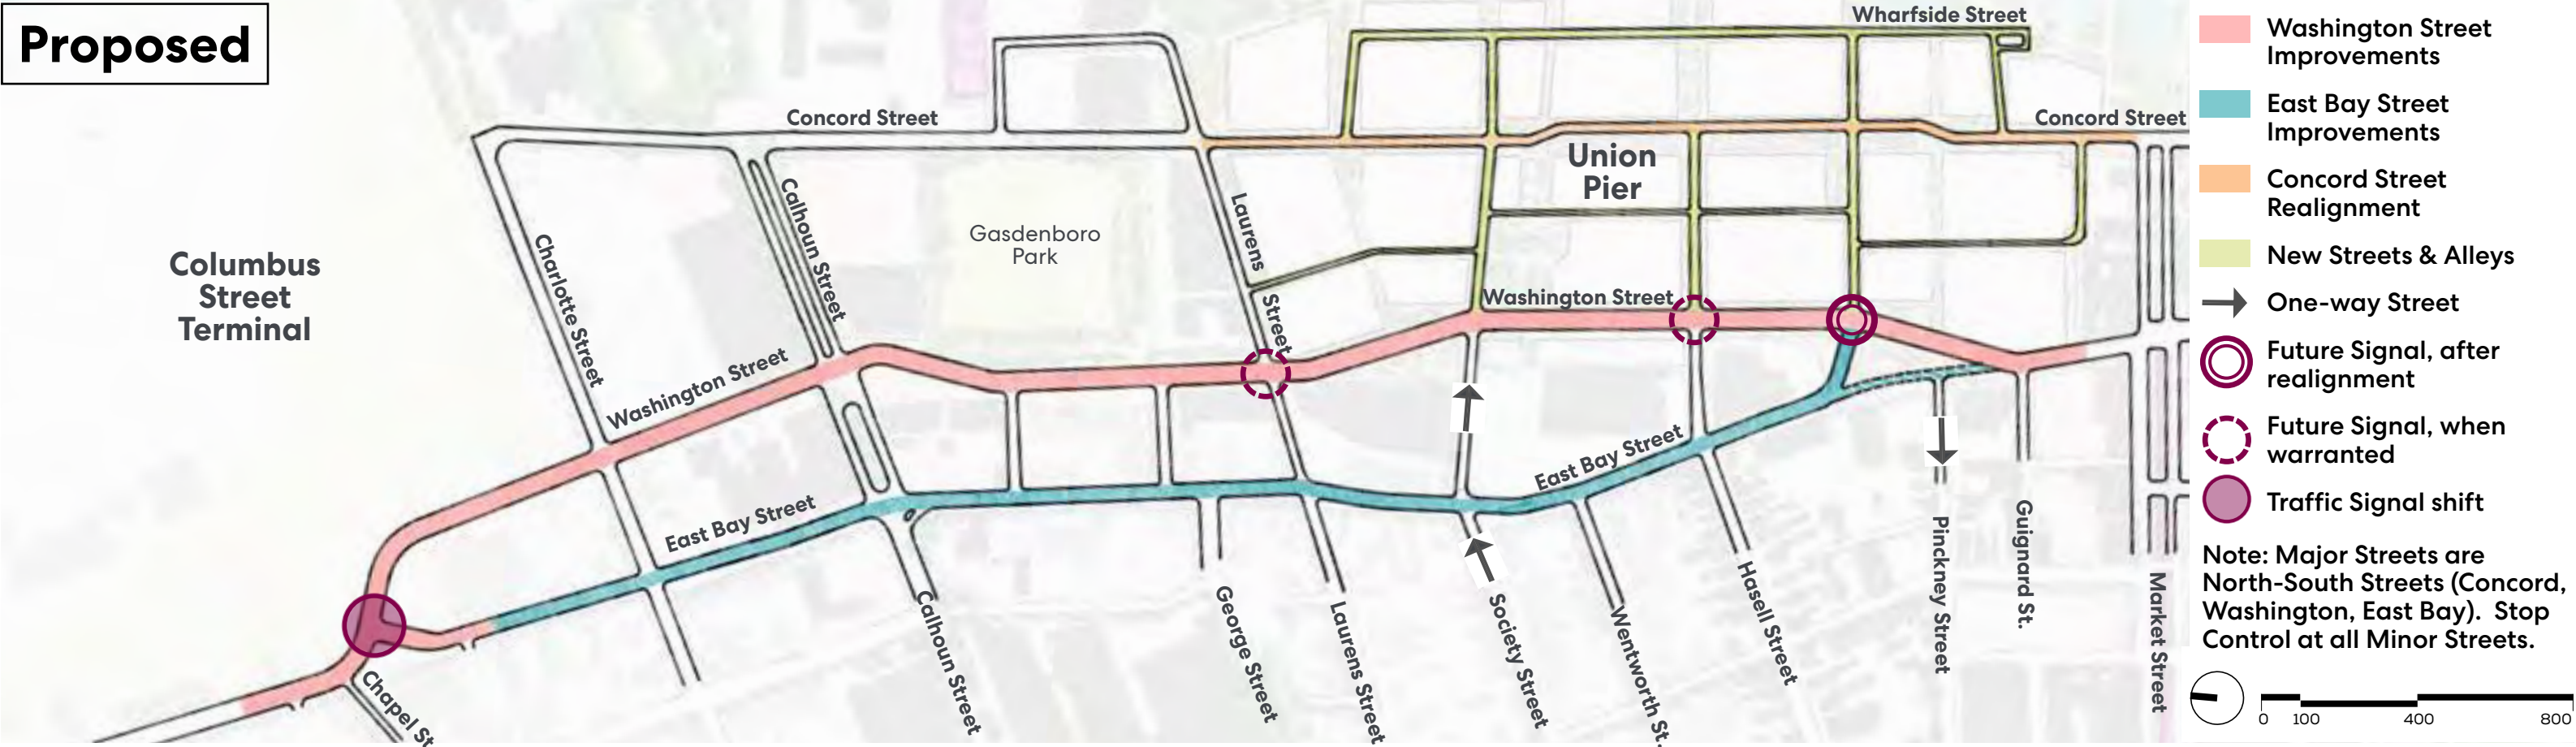 Proposed
Wharfside Street
Concord Street
Concord Street
Union
Pier
Calhoun Street
Laurens
Street
Gasdenboro
Park
Charlotte Street
Columbus
Street
Terminal
Washington Street
Washington Street
East Bay Street
East Bay Street
Chapel St
Calhoun Street
George Street
Laurens Street
Society Street
Wentworth St.
Hasell Street
Pinckney Street
Guignard St.
Market Street
Washington Street
Improvements
East Bay Street
Improvements
Concord Street
Realignment
New Streets & Alleys
One-way Street
Future Signal, after
realignment
Future Signal, when
warranted
Traffic Signal shift
Note: Major Streets are
North-South Streets (Concord,
Washington, East Bay). Stop
Control at all Minor Streets.
0 100 400 800